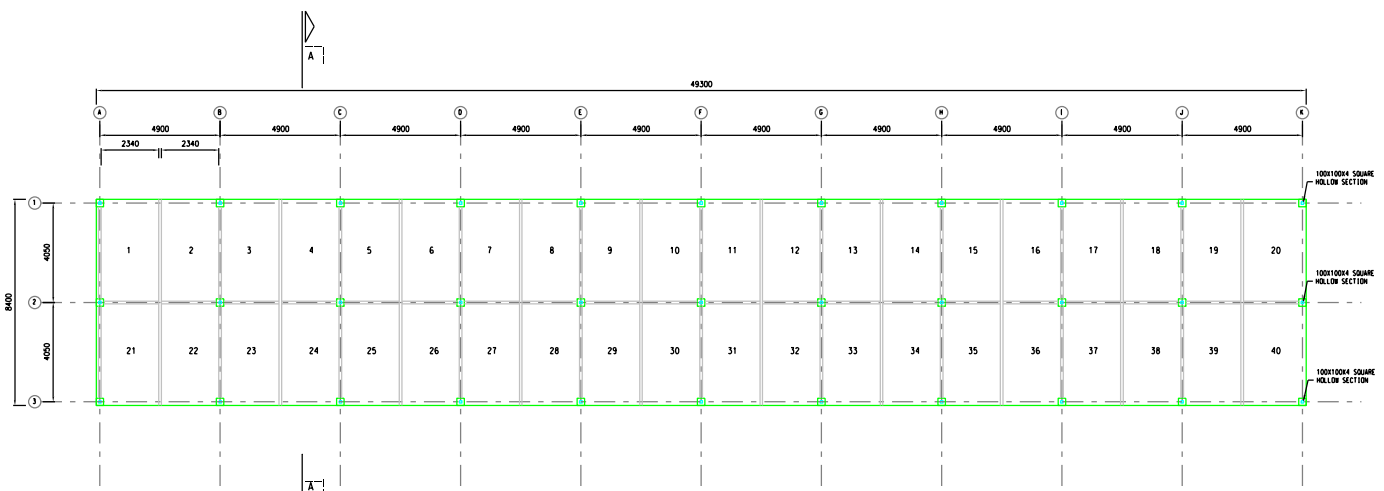 A
49300
A B C D E F G H I J K
4900 4900 4900 4900 4900 4900 4900 4900 4900 4900
2340 2340
100X100X4 SQUARE
HOLLOW SECTION
1
4050
1 2 3 4 5 6 7 8 9 10 11 12 13 14 15 16 17 18 19 20
100X100X4 SQUARE
HOLLOW SECTION
2
8400
4050
21 22 23 24 25 26 27 28 29 30 31 32 33 34 35 36 37 38 39 40
100X100X4 SQUARE
HOLLOW SECTION
3
A